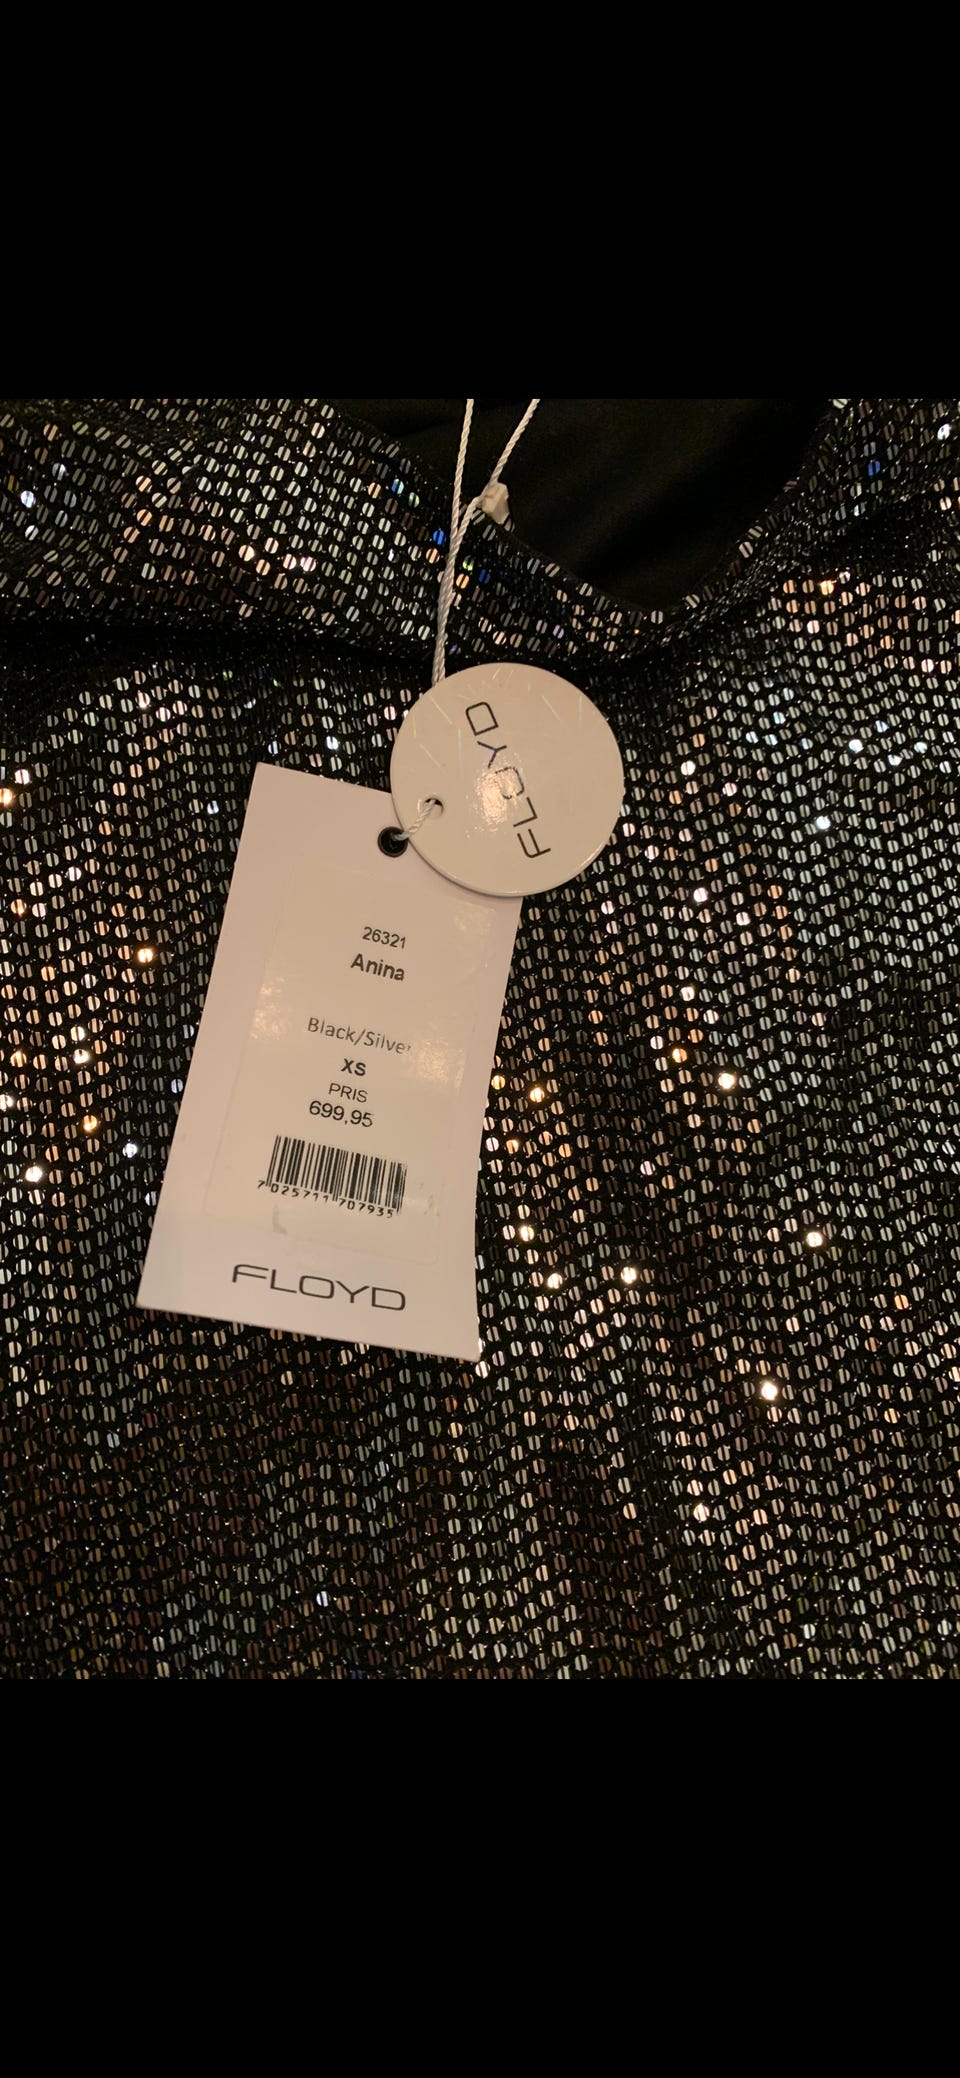 FLOYD
26321
Anina
Black/Silver
XS
PRIS
699,95
7025711707935
FLOYD